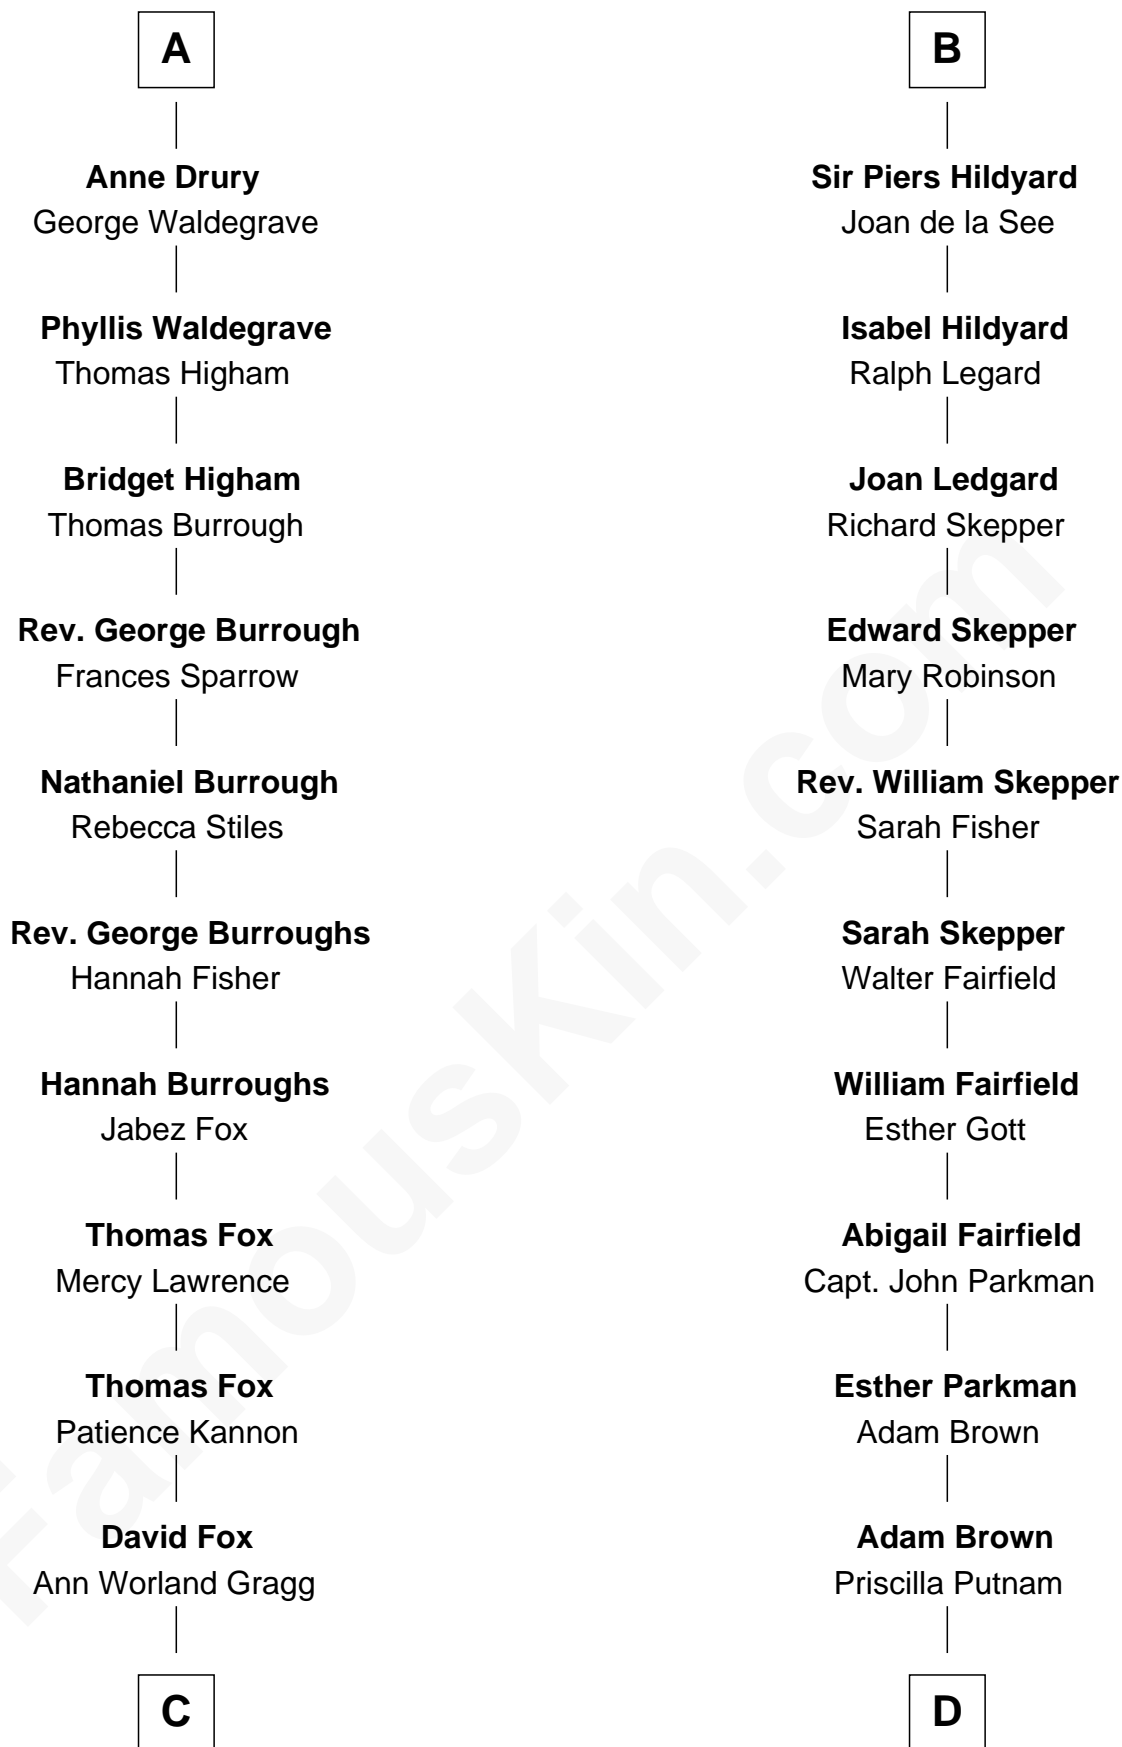 A
Anne Drury
George Waldegrave
Phyllis Waldegrave
Thomas Higham
Bridget Higham
Thomas Burrough
Rev. George Burrough
Frances Sparrow
Nathaniel Burrough
Rebecca Stiles
Rev. George Burroughs
Hannah Fisher
Hannah Burroughs
Jabez Fox
Thomas Fox
Mercy Lawrence
Thomas Fox
Patience Kannon
David Fox
Ann Worland Gragg
C
B
Sir Piers Hildyard
Joan de la See
Isabel Hildyard
Ralph Legard
Joan Ledgard
Richard Skepper
Edward Skepper
Mary Robinson
Rev. William Skepper
Sarah Fisher
Sarah Skepper
Walter Fairfield
William Fairfield
Esther Gott
Abigail Fairfield
Capt. John Parkman
Esther Parkman
Adam Brown
Adam Brown
Priscilla Putnam
D
FamousKin.com